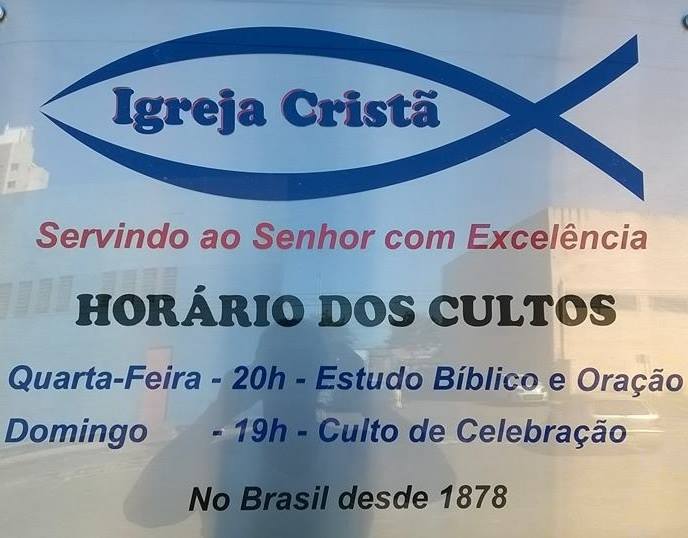 Igreja Cristã
Servindo ao Senhor com Excelência
HORÁRIO DOS CULTOS
Quarta-Feira - 20h - Estudo Bíblico e Oração
Domingo - 19h - Culto de Celebração
No Brasil desde 1878